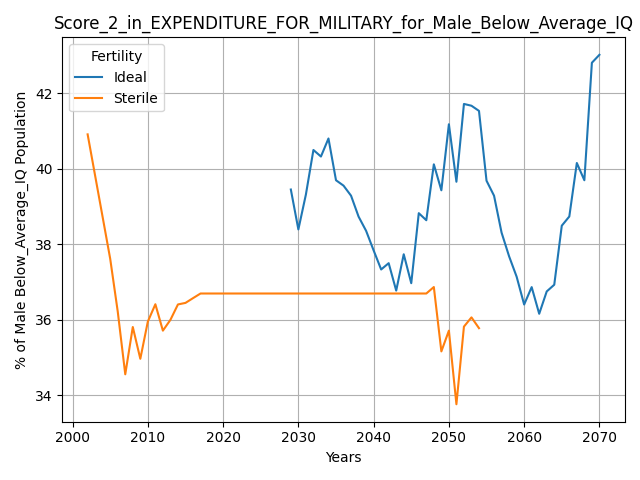 Score_2_in_EXPENDITURE_FOR_MILITARY_for_Male_Below_Average_IQ
Fertility
Ideal
Sterile
% of Male Below_Average_IQ Population
42
40
38
36
34
2000 2010 2020 2030 2040 2050 2060 2070
Years